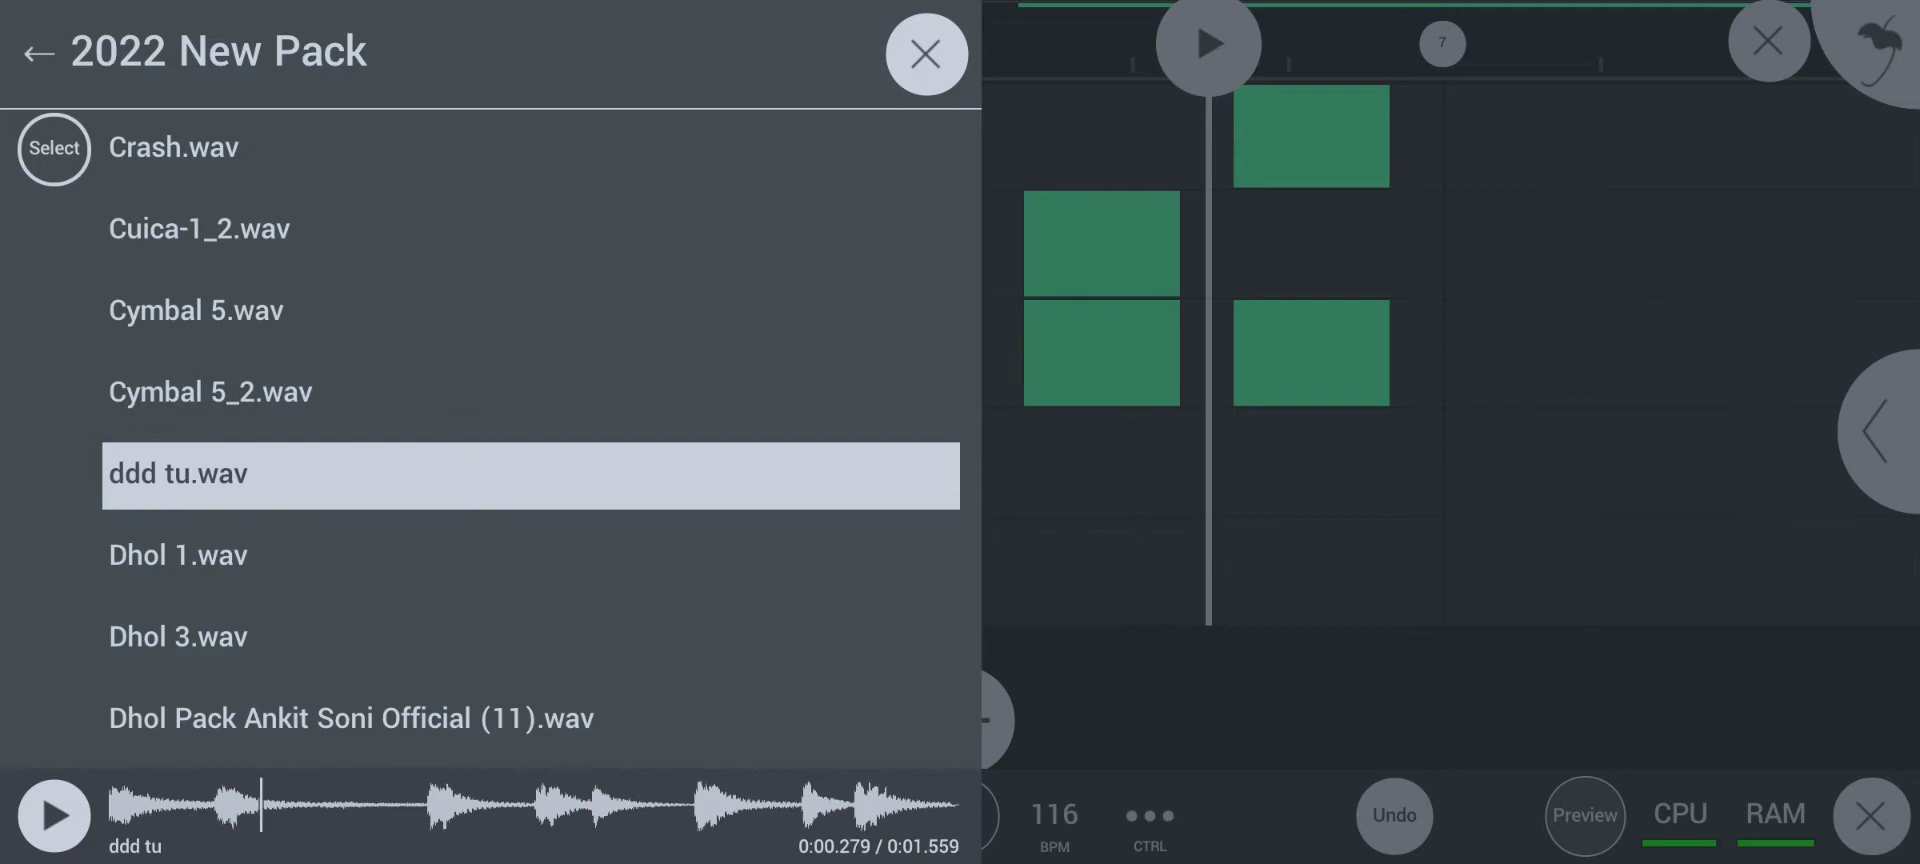 2022 New Pack
Select
Crash.wav
Cuica-1_2.wav
Cymbal 5.wav
Cymbal 5_2.wav
ddd tu.wav
Dhol 1.wav
Dhol 3.wav
Dhol Pack Ankit Soni Official (11).wav
ddd tu
0:00.279 / 0:01.559
7
116
BPM
CTRL
Undo
Preview
CPU
RAM